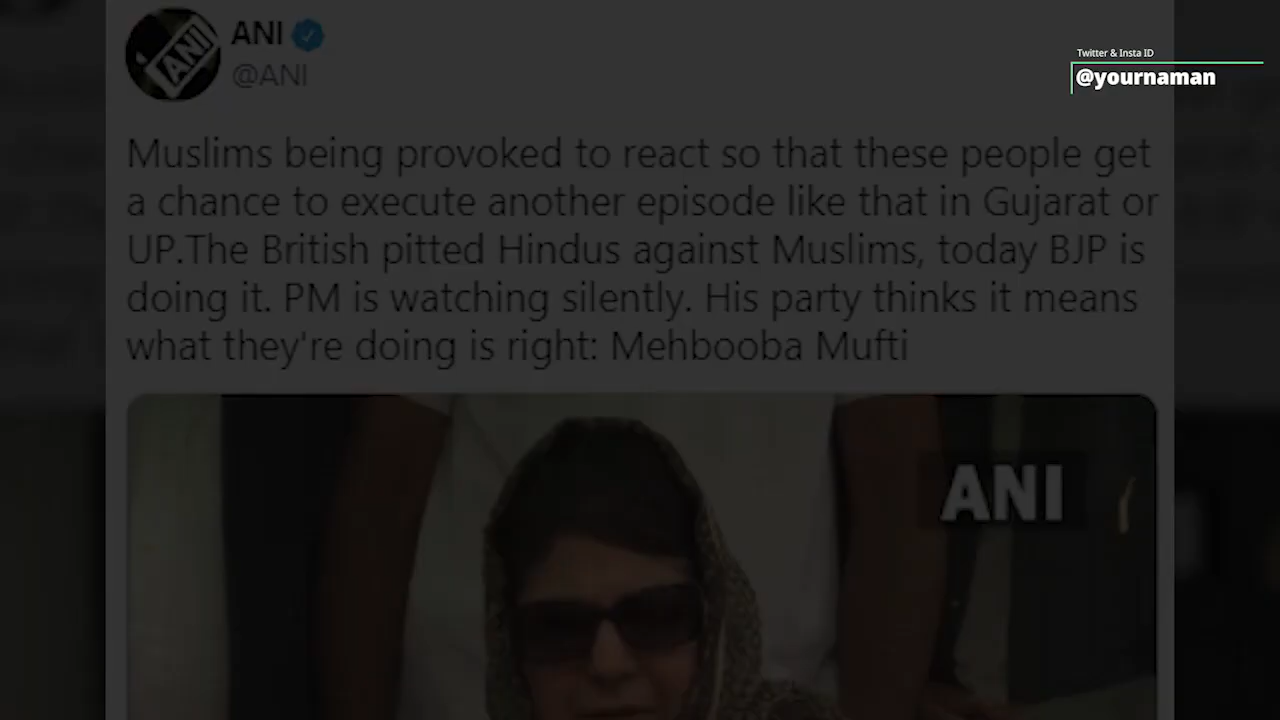 ANI
@ANI
ANI
Twitter & Insta ID
@yournaman
Muslims being provoked to react so that these people get
a chance to execute another episode like that in Gujarat or
UP.The British pitted Hindus against Muslims, today BJP is
doing it. PM is watching silently. His party thinks it means
what they're doing is right: Mehbooba Mufti
ANI